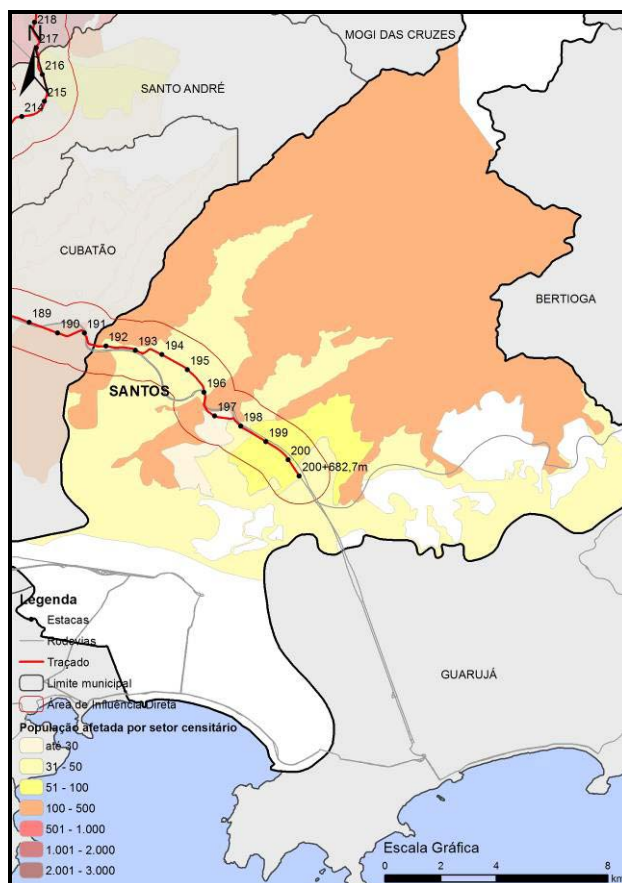 218
N
217
216
215
214
MOGI DAS CRUZES
SANTO ANDRÉ
CUBATÃO
BERTIOGA
189
190
191
192
193
194
195
196
SANTOS
197
198
199
200
200+682,7m
GUARUJÁ
Legenda
Estacas
Rodovias
Traçado
Limite municipal
Área de Influência Direta
População afetada por setor censitário
até 30
31 - 50
51 - 100
100 - 500
501 - 1.000
1.001 - 2.000
2.001 - 3.000
Escala Gráfica
0 2 4 8
km